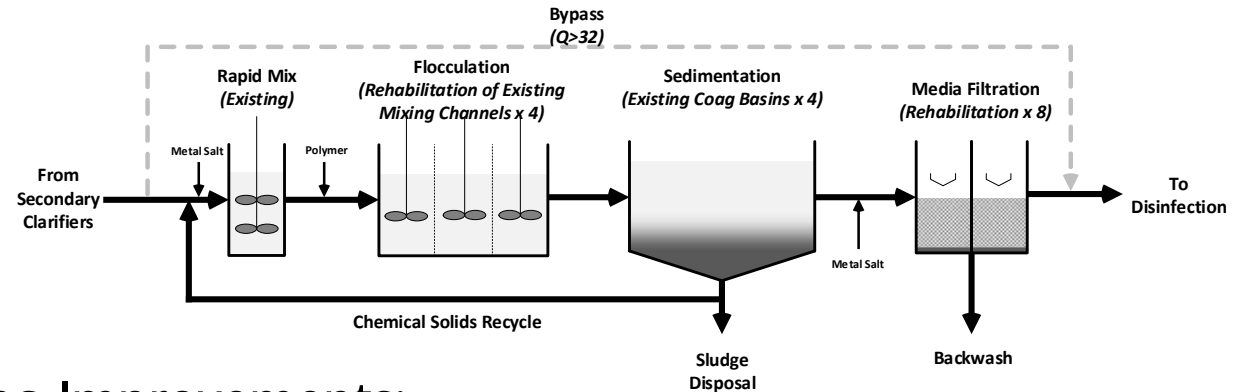 Bypass
(Q>32)
Rapid Mix
(Existing)
Flocculation
(Rehabilitation of Existing
Mixing Channels x 4)
Sedimentation
(Existing Coag Basins x 4)
Media Filtration
(Rehabilitation x 8)
Metal Salt
Polymer
From
Secondary
Clarifiers
To
Disinfection
Metal Salt
Chemical Solids Recycle
Sludge
Disposal
Backwash
Improvements: